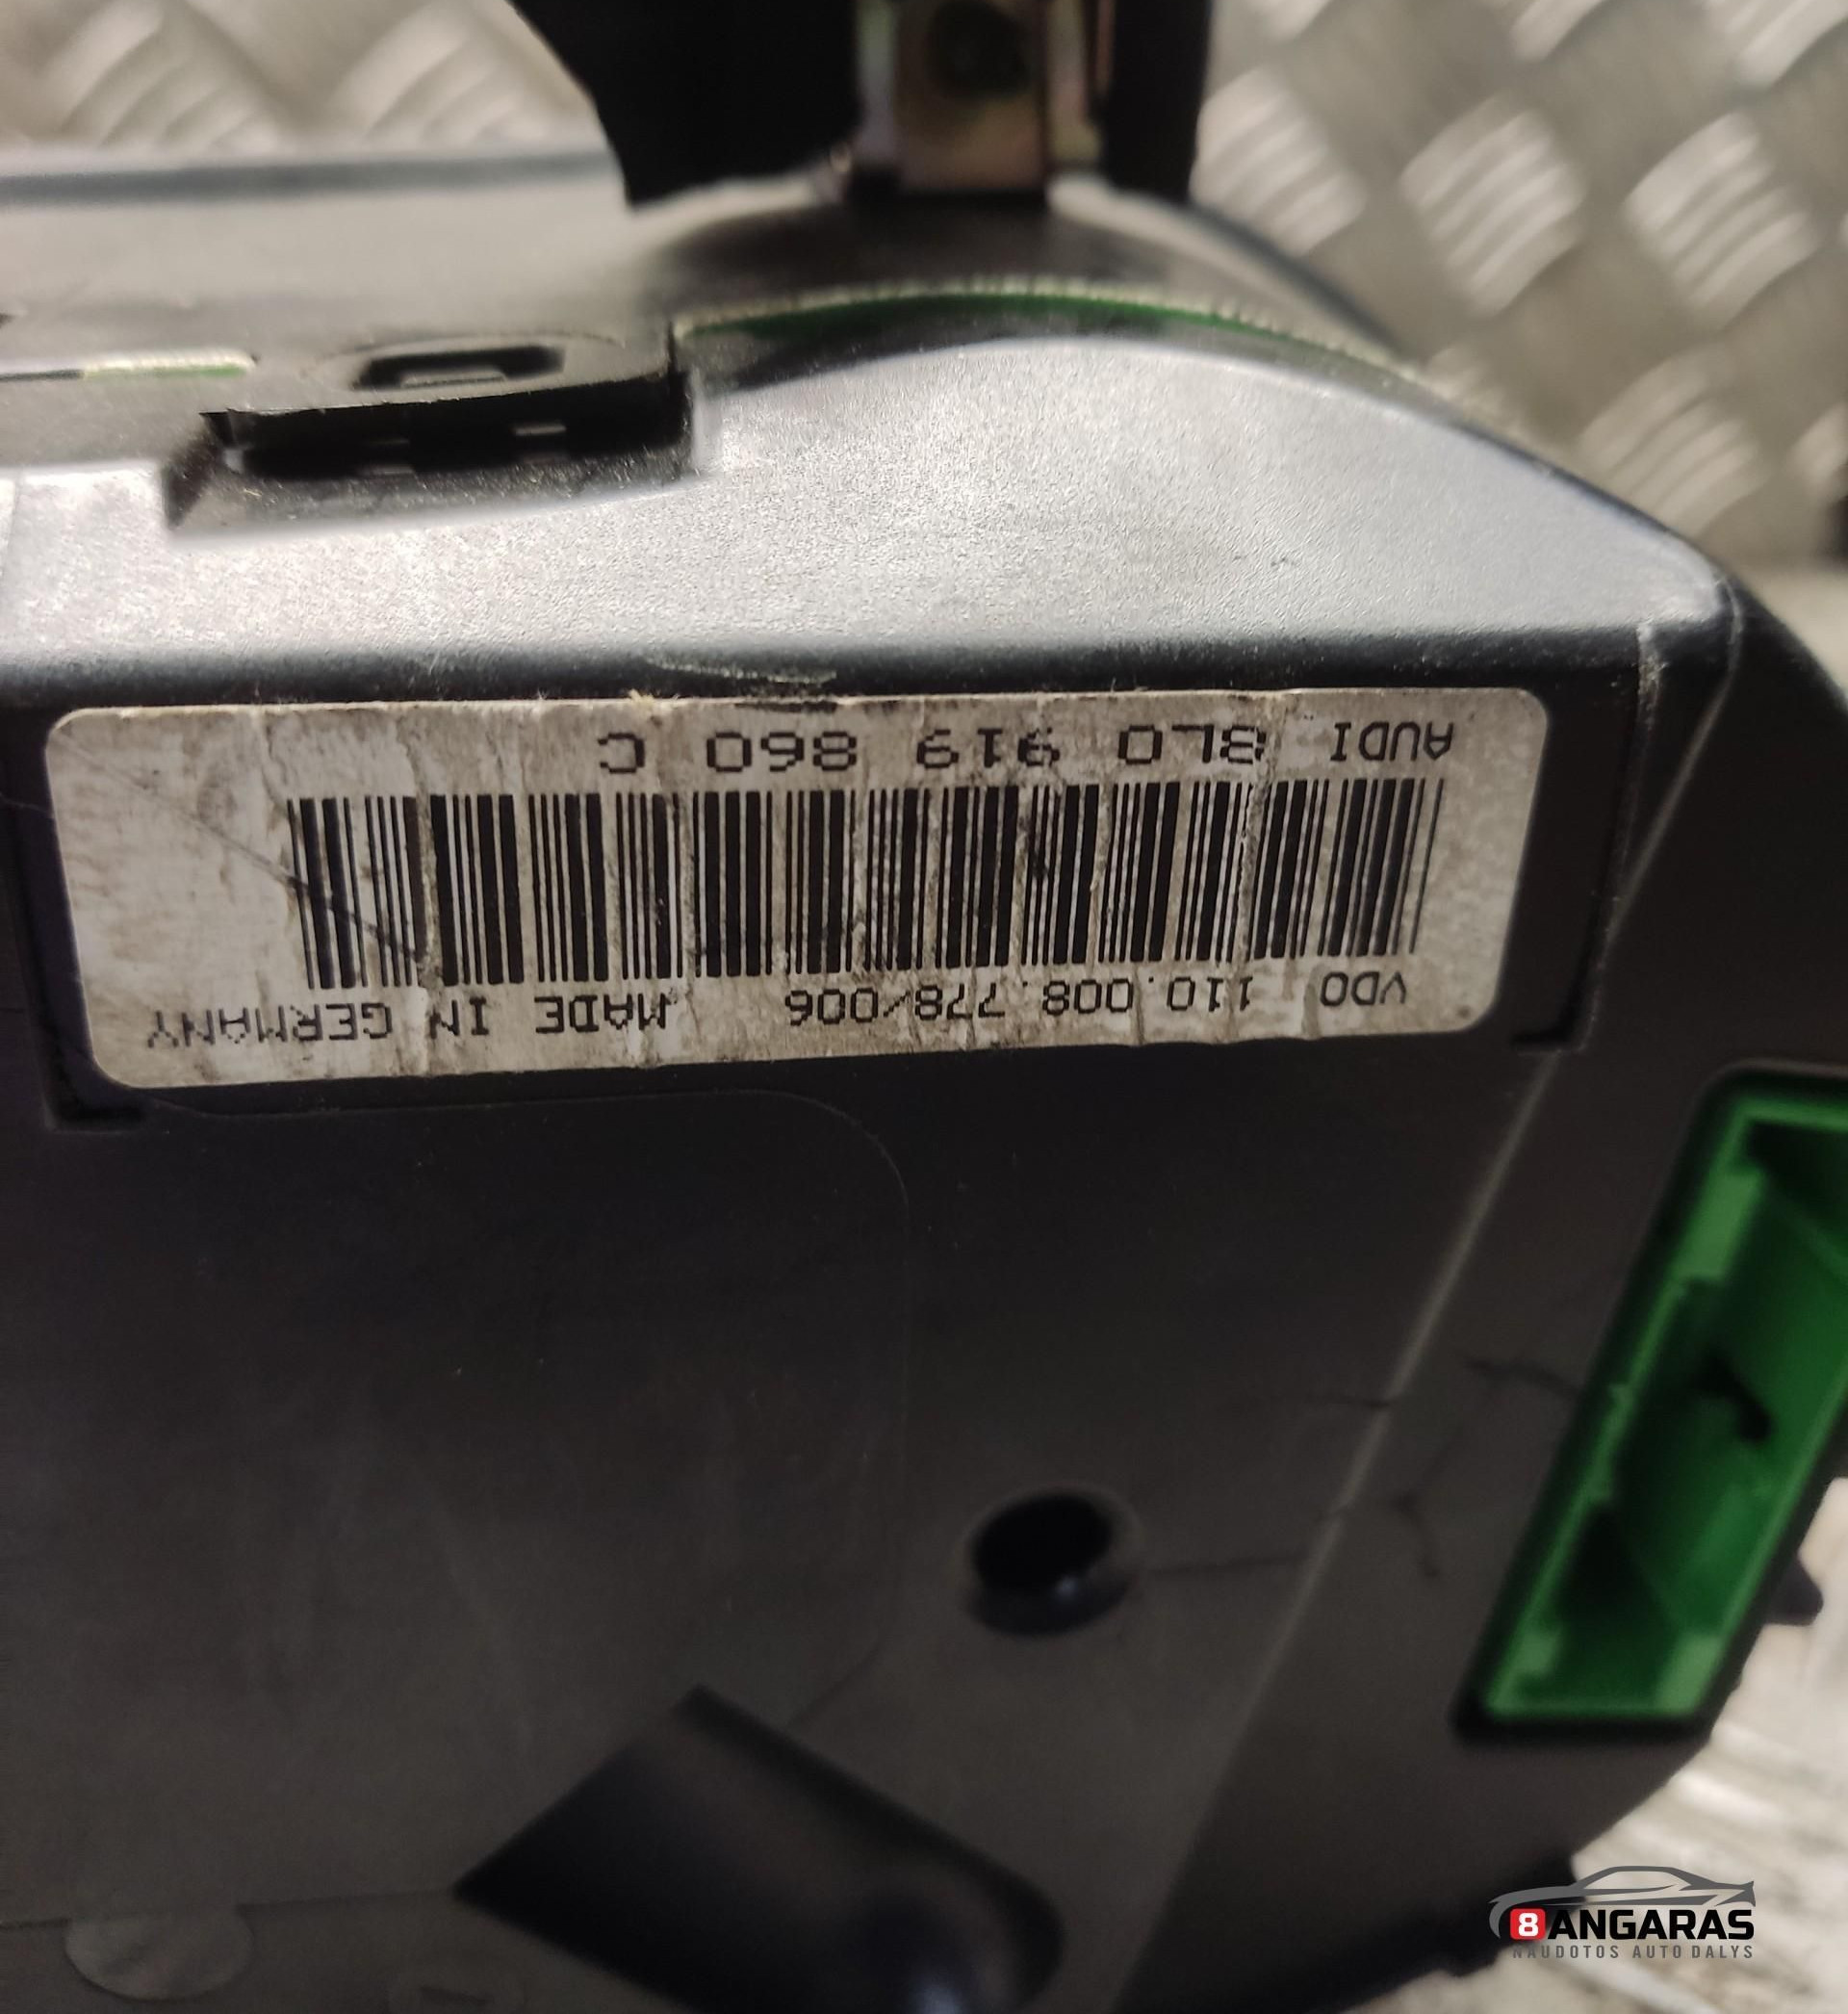 VDO 110.008.778/006 MADE IN GERMANY
AUDI 8L0 919 860 C
8ANGARAS
NAUDOTOS AUTO DALYS